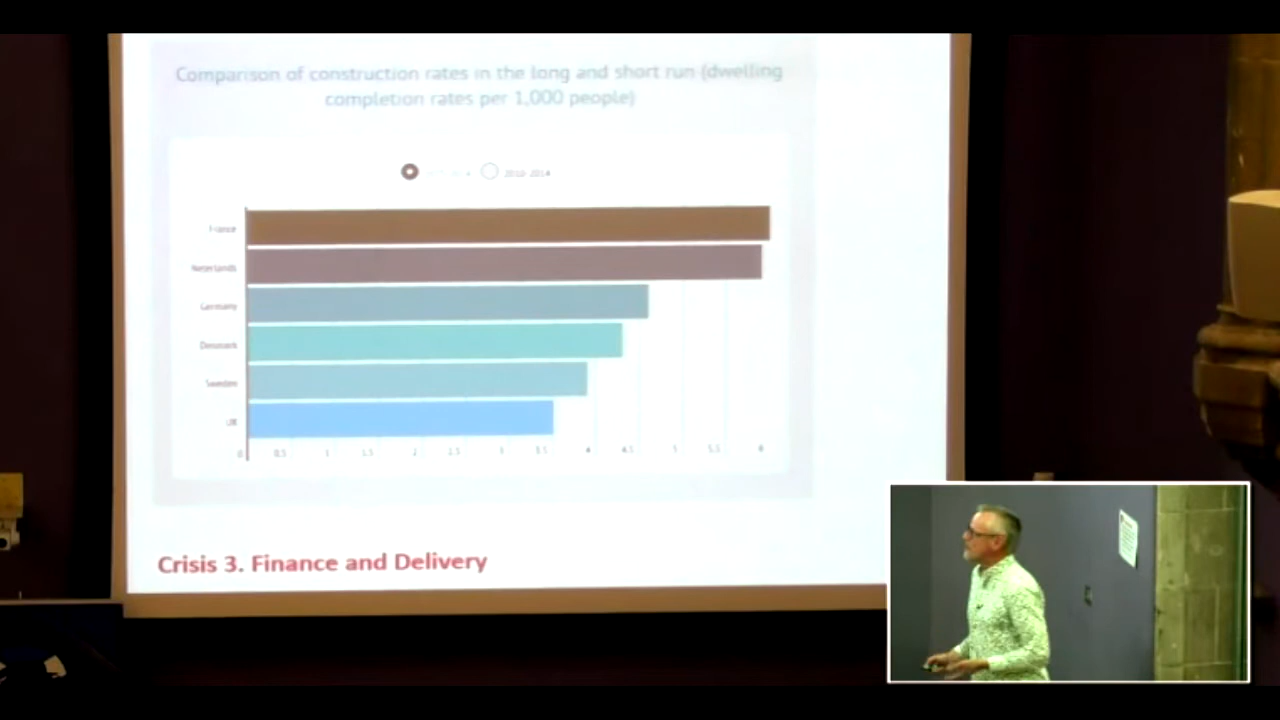 Comparison of construction rates in the long and short run (dwelling
completion rates per 1,000 people)
2010-2014
France
Netherlands
Germany
Denmark
Sweden
UK
0 0.5 1 1.5 2 2.5 3 3.5 4 4.5 5 5.5 6
Crisis 3. Finance and Delivery